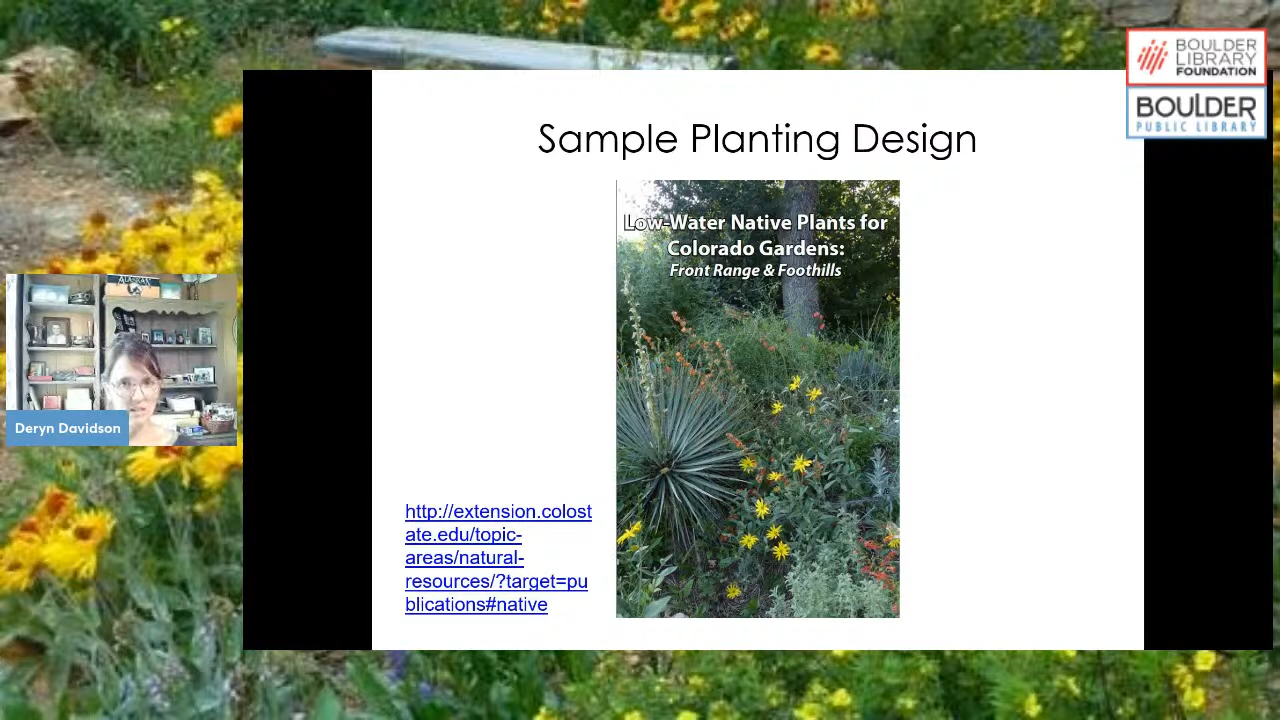 BOULDER
LIBRARY
FOUNDATION
BOULDER
PUBLIC LIBRARY
Sample Planting Design
Low-Water Native Plants for
Colorado Gardens:
Front Range & Foothills
ALASKA
Deryn Davidson
http://extension.colost
ate.edu/topic-
areas/natural-
resources/?target=pu
blications#native